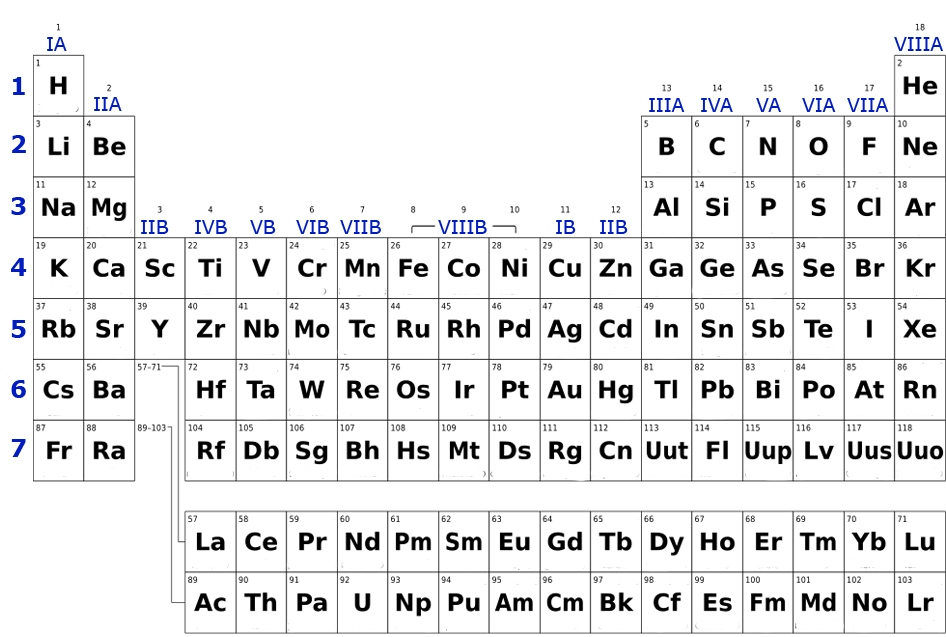 1 18
IA VIIIA
1 2
1 H He
2 13 14 15 16 17
IIA IIIA IVA VA VIA VIIA
3 4 5 6 7 8 9 10
2 Li Be B C N O F Ne
11 12 13 14 15 16 17 18
3 Na Mg Al Si P S Cl Ar
3 4 5 6 7 8 9 10 11 12
IIB IVB VB VIB VIIB VIIIB IB IIB
19 20 21 22 23 24 25 26 27 28 29 30 31 32 33 34 35 36
4 K Ca Sc Ti V Cr Mn Fe Co Ni Cu Zn Ga Ge As Se Br Kr
37 38 39 40 41 42 43 44 45 46 47 48 49 50 51 52 53 54
5 Rb Sr Y Zr Nb Mo Tc Ru Rh Pd Ag Cd In Sn Sb Te I Xe
55 56 57-71 72 73 74 75 76 77 78 79 80 81 82 83 84 85 86
6 Cs Ba Hf Ta W Re Os Ir Pt Au Hg Tl Pb Bi Po At Rn
87 88 89-103 104 105 106 107 108 109 110 111 112 113 114 115 116 117 118
7 Fr Ra Rf Db Sg Bh Hs Mt Ds Rg Cn Uut Fl Uup Lv Uus Uuo
57 58 59 60 61 62 63 64 65 66 67 68 69 70 71
La Ce Pr Nd Pm Sm Eu Gd Tb Dy Ho Er Tm Yb Lu
89 90 91 92 93 94 95 96 97 98 99 100 101 102 103
Ac Th Pa U Np Pu Am Cm Bk Cf Es Fm Md No Lr